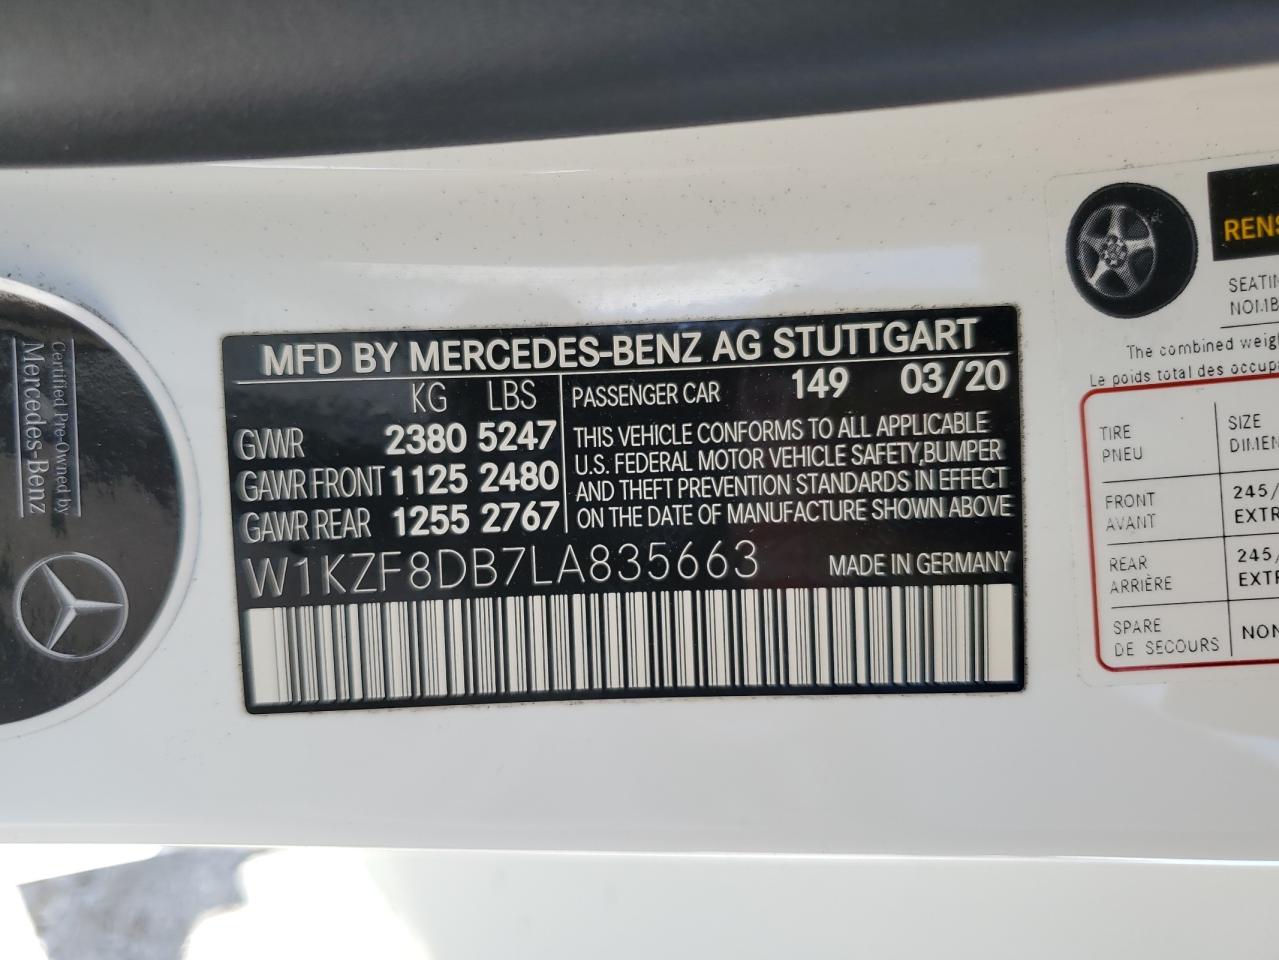 Certified Pre-Owned by
Mercedes-Benz
MFD BY MERCEDES-BENZ AG STUTTGART
KG LBS
GVWR 2380 5247
GAWR FRONT 1125 2480
GAWR REAR 1255 2767
PASSENGER CAR 149 03/20
THIS VEHICLE CONFORMS TO ALL APPLICABLE
U.S. FEDERAL MOTOR VEHICLE SAFETY,BUMPER
AND THEFT PREVENTION STANDARDS IN EFFECT
ON THE DATE OF MANUFACTURE SHOWN ABOVE
W1KZF8DB7LA835663 MADE IN GERMANY
RENS
SEATIN
NOMB
The combined weigh
Le poids total des occupa
TIRE SIZE
PNEU DIMEN
FRONT 245/
AVANT EXTR
REAR 245/
ARRIÈRE EXTR
SPARE NON
DE SECOURS